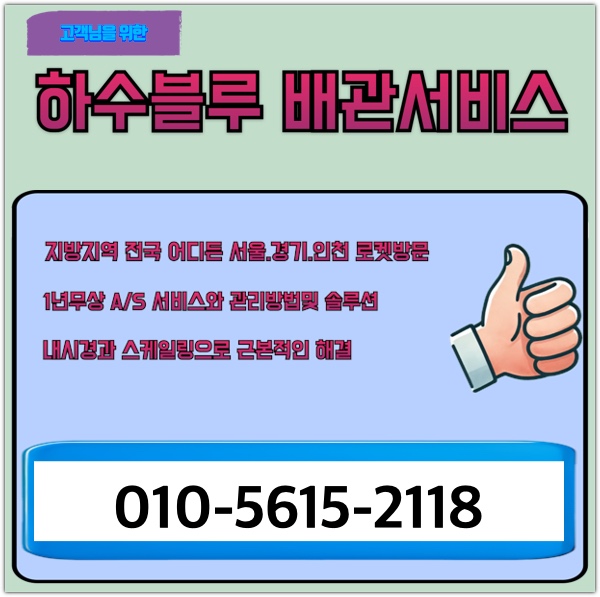 고객님을 위한
하수블루 배관서비스
지방지역 전국 어디든 서울.경기.인천 로켓방문
1년무상 A/S 서비스와 관리방법및 솔루션
내시경과 스케일링으로 근본적인 해결
010-5615-2118